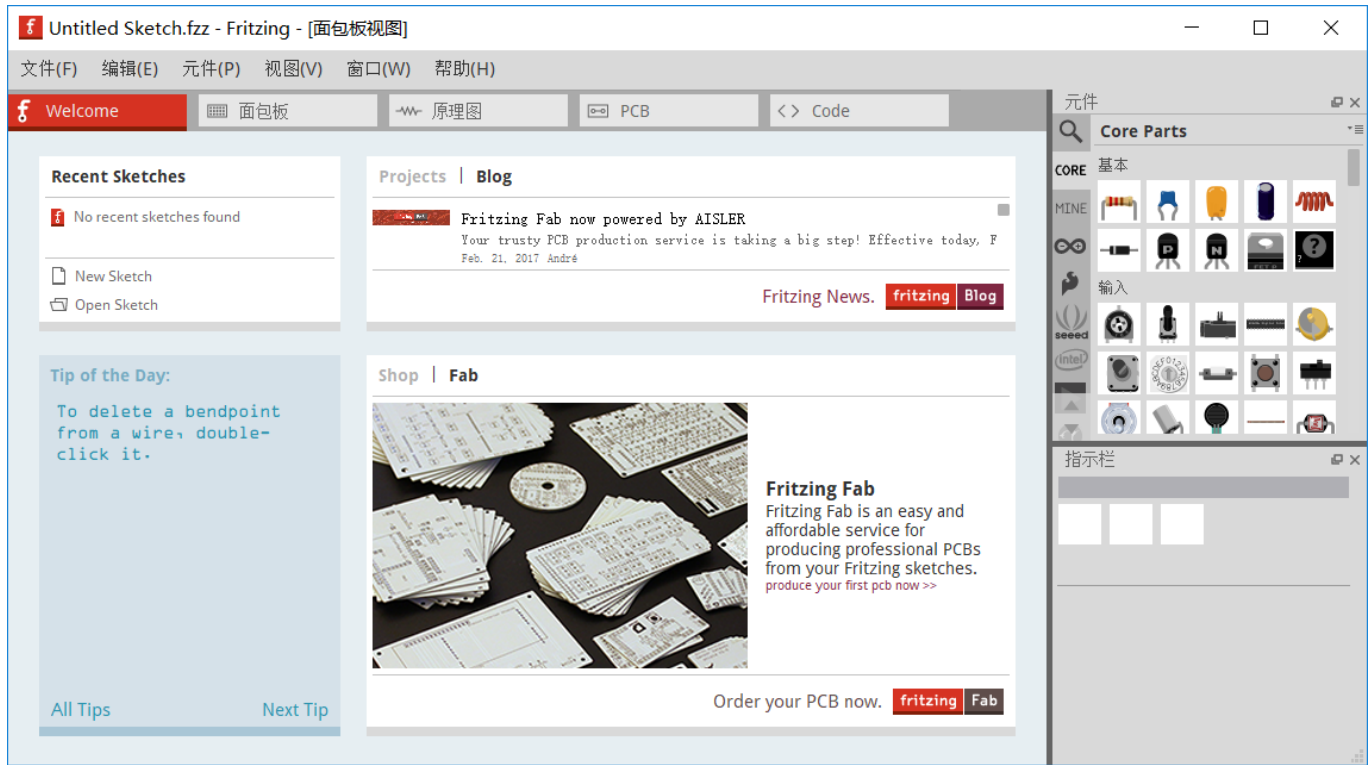 Untitled Sketch.fzz - Fritzing - [面包板视图]
文件(F) 编辑(E) 元件(P) 视图(V) 窗口(W) 帮助(H)
Welcome 面包板 原理图 PCB Code
Recent Sketches
No recent sketches found
New Sketch
Open Sketch
Projects | Blog
Fritzing Fab now powered by AISLER
Your trusty PCB production service is taking a big step! Effective today, F
Feb. 21, 2017 André
Fritzing News. fritzing Blog
Tip of the Day:
To delete a bendpoint
from a wire, double-
click it.
All Tips Next Tip
Shop | Fab
Fritzing Fab
Fritzing Fab is an easy and
affordable service for
producing professional PCBs
from your Fritzing sketches.
produce your first pcb now >>
Order your PCB now. fritzing Fab
元件
Core Parts
CORE
MINE
seeed
intel
基本
P
N
?
?
输入
指示栏